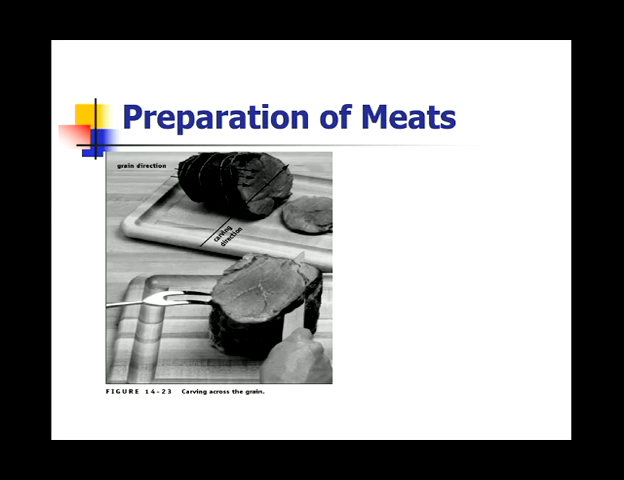 Preparation of Meats
grain direction
carving
direction
FIGURE 14-23 Carving across the grain.